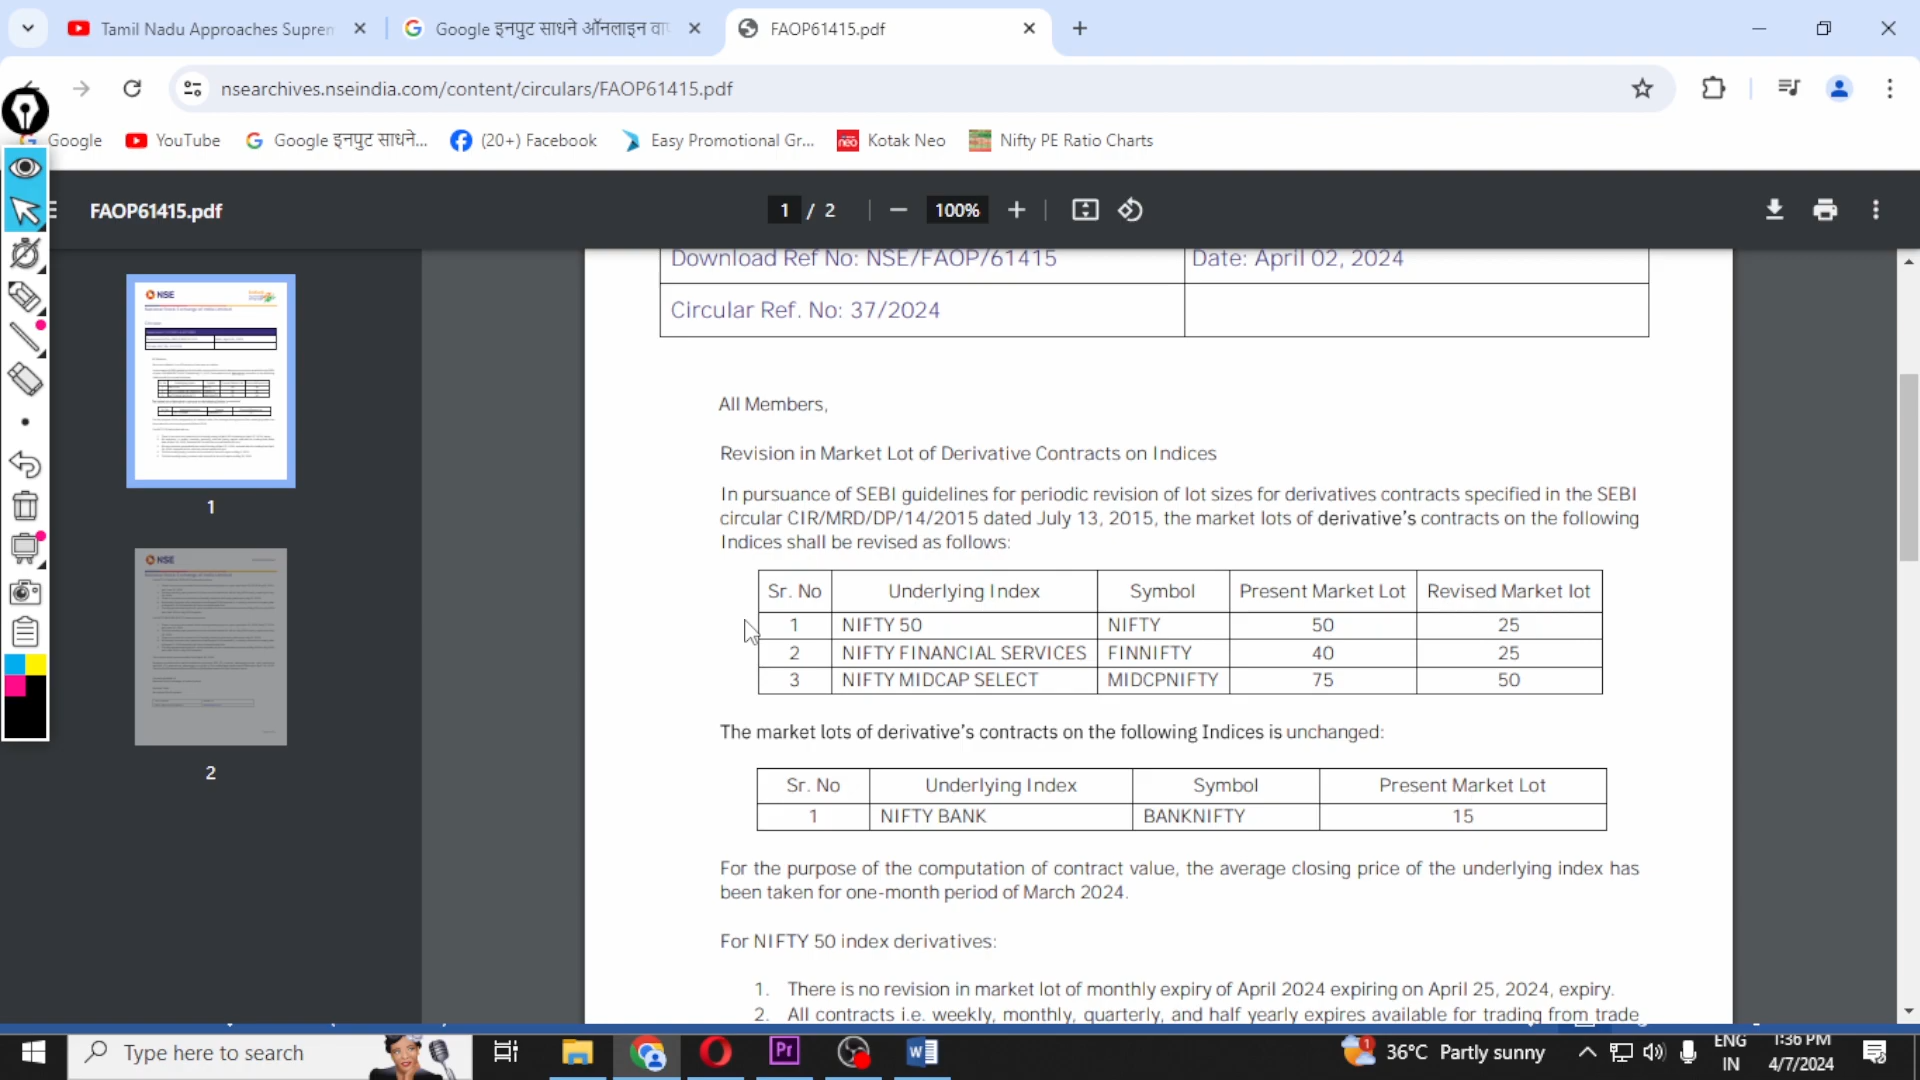 Tamil Nadu Approaches Suprem
Google इनपुट साधने ऑनलाइन वा
FAOP61415.pdf
nsearchives.nseindia.com/content/circulars/FAOP61415.pdf
Google
YouTube
Google इनपुट साधने...
(20+) Facebook
Easy Promotional Gr...
neo
Kotak Neo
Nifty PE Ratio Charts
FAOP61415.pdf
1 / 2
100%
NSE
1
NSE
2
Download Ref No: NSE/FAOP/61415 Date: April 02, 2024
Circular Ref. No: 37/2024
All Members,
Revision in Market Lot of Derivative Contracts on Indices
In pursuance of SEBI guidelines for periodic revision of lot sizes for derivatives contracts specified in the SEBI
circular CIR/MRD/DP/14/2015 dated July 13, 2015, the market lots of derivative's contracts on the following
Indices shall be revised as follows:
Sr. No Underlying Index Symbol Present Market Lot Revised Market lot
1 NIFTY 50 NIFTY 50 25
2 NIFTY FINANCIAL SERVICES FINNIFTY 40 25
3 NIFTY MIDCAP SELECT MIDCPNIFTY 75 50
The market lots of derivative's contracts on the following Indices is unchanged:
Sr. No Underlying Index Symbol Present Market Lot
1 NIFTY BANK BANKNIFTY 15
For the purpose of the computation of contract value, the average closing price of the underlying index has
been taken for one-month period of March 2024.
For NIFTY 50 index derivatives:
1. There is no revision in market lot of monthly expiry of April 2024 expiring on April 25, 2024, expiry.
2. All contracts i.e. weekly, monthly, quarterly, and half yearly expires available for trading from trade
Type here to search
Pr
W
1
36°C Partly sunny
ENG
IN
1:36 PM
4/7/2024